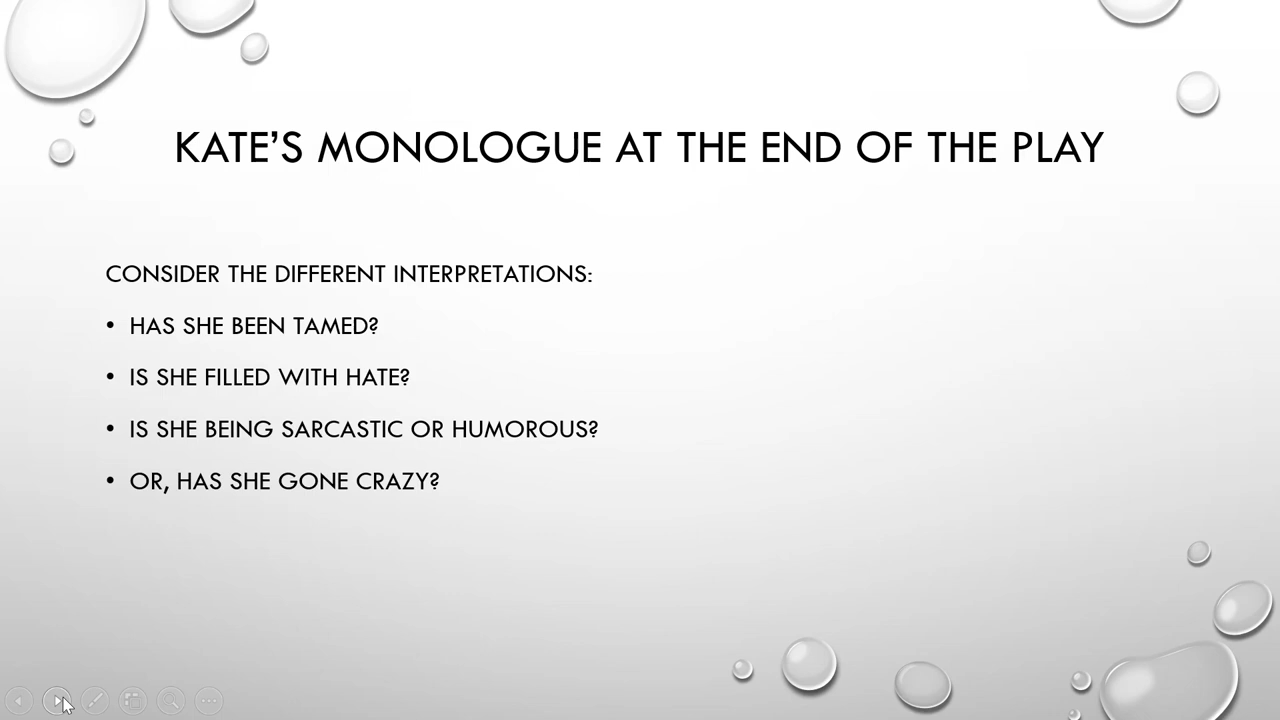 KATE’S MONOLOGUE AT THE END OF THE PLAY
CONSIDER THE DIFFERENT INTERPRETATIONS:
• HAS SHE BEEN TAMED?
• IS SHE FILLED WITH HATE?
• IS SHE BEING SARCASTIC OR HUMOROUS?
• OR, HAS SHE GONE CRAZY?